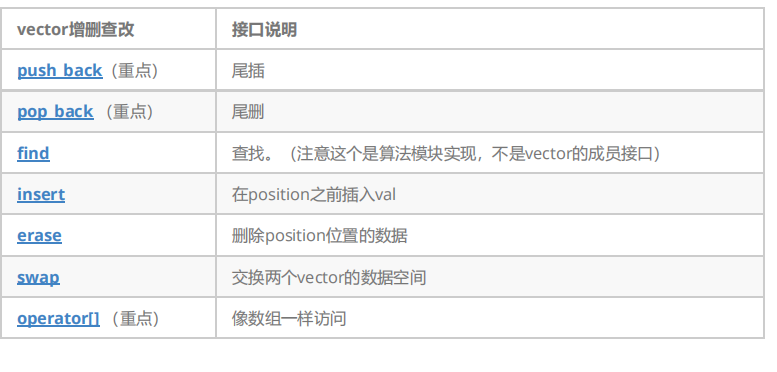 vector增删查改 接口说明
push_back（重点） 尾插
pop_back （重点） 尾删
find 查找。（注意这个是算法模块实现，不是vector的成员接口）
insert 在position之前插入val
erase 删除position位置的数据
swap 交换两个vector的数据空间
operator[] （重点） 像数组一样访问